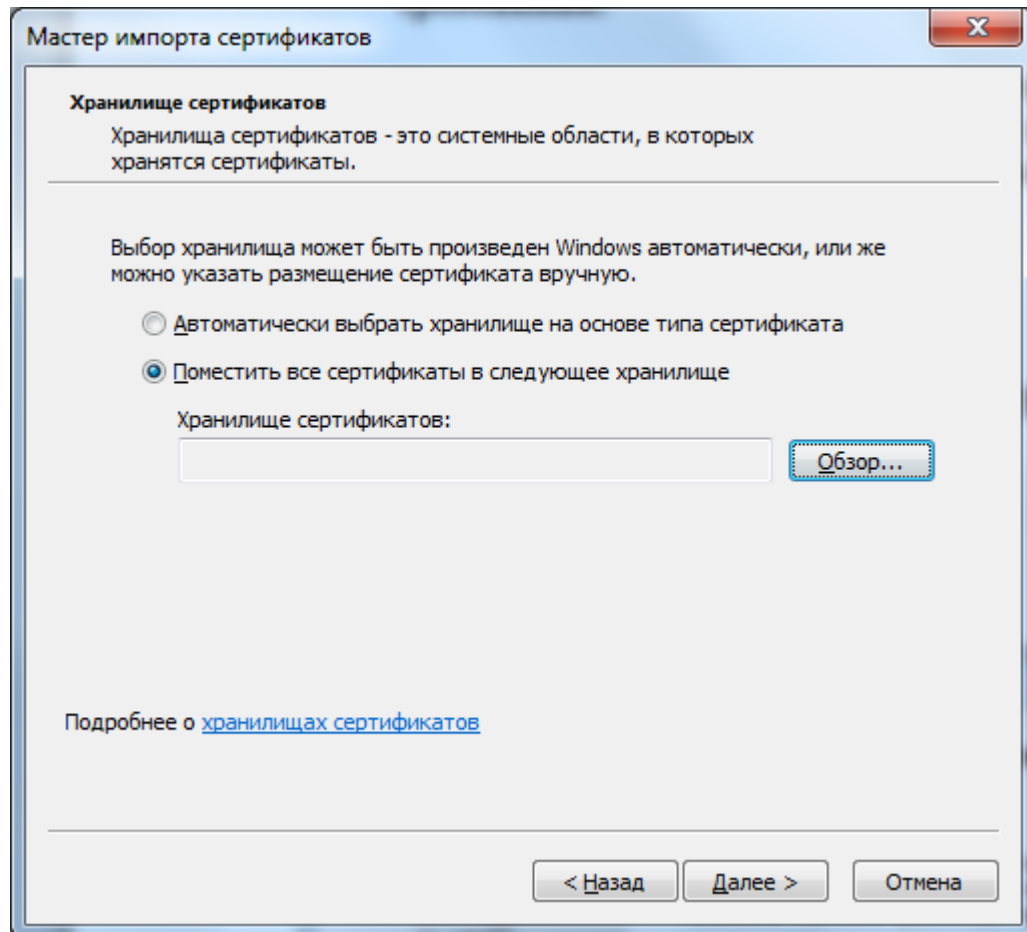 Мастер импорта сертификатов
Хранилище сертификатов
Хранилища сертификатов - это системные области, в которых
хранятся сертификаты.
Выбор хранилища может быть произведен Windows автоматически, или же
можно указать размещение сертификата вручную.
Автоматически выбрать хранилище на основе типа сертификата
Поместить все сертификаты в следующее хранилище
Хранилище сертификатов:
Обзор...
Подробнее о хранилищах сертификатов
< Назад Далее > Отмена